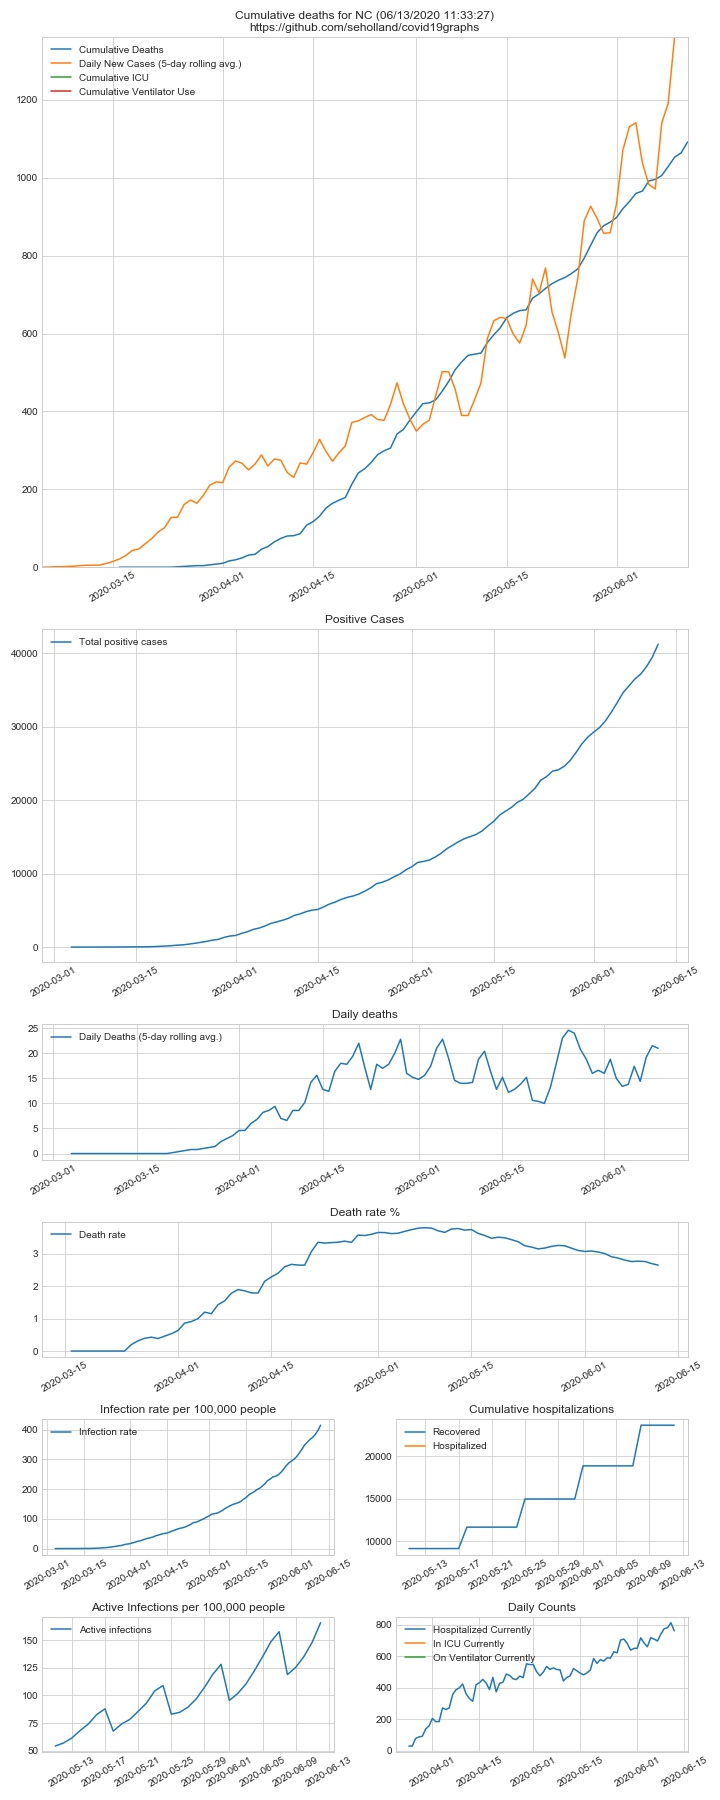 Cumulative deaths for NC (06/13/2020 11:33:27)
https://github.com/seholland/covid19graphs
Cumulative Deaths
Daily New Cases (5-day rolling avg.)
Cumulative ICU
Cumulative Ventilator Use
1200
1000
800
600
400
200
0
2020-03-15 2020-04-01 2020-04-15 2020-05-01 2020-05-15 2020-06-01
Positive Cases
Total positive cases
40000
30000
20000
10000
0
2020-03-01 2020-03-15 2020-04-01 2020-04-15 2020-05-01 2020-05-15 2020-06-01 2020-06-15
Daily deaths
Daily Deaths (5-day rolling avg.)
25
20
15
10
5
0
2020-03-01 2020-03-15 2020-04-01 2020-04-15 2020-05-01 2020-05-15 2020-06-01
Death rate %
Death rate
3
2
1
0
2020-03-15 2020-04-01 2020-04-15 2020-05-01 2020-05-15 2020-06-01 2020-06-15
Infection rate per 100,000 people
Infection rate
400
300
200
100
0
2020-03-01 2020-03-15 2020-04-01 2020-04-15 2020-05-01 2020-05-15 2020-06-01 2020-06-15
Cumulative hospitalizations
Recovered
Hospitalized
20000
15000
10000
2020-05-13 2020-05-17 2020-05-21 2020-05-25 2020-05-29 2020-06-01 2020-06-05 2020-06-09 2020-06-13
Active Infections per 100,000 people
Active infections
150
125
100
75
50
2020-05-13 2020-05-17 2020-05-21 2020-05-25 2020-05-29 2020-06-01 2020-06-05 2020-06-09 2020-06-13
Daily Counts
Hospitalized Currently
In ICU Currently
On Ventilator Currently
800
600
400
200
0
2020-04-01 2020-04-15 2020-05-01 2020-05-15 2020-06-01 2020-06-15